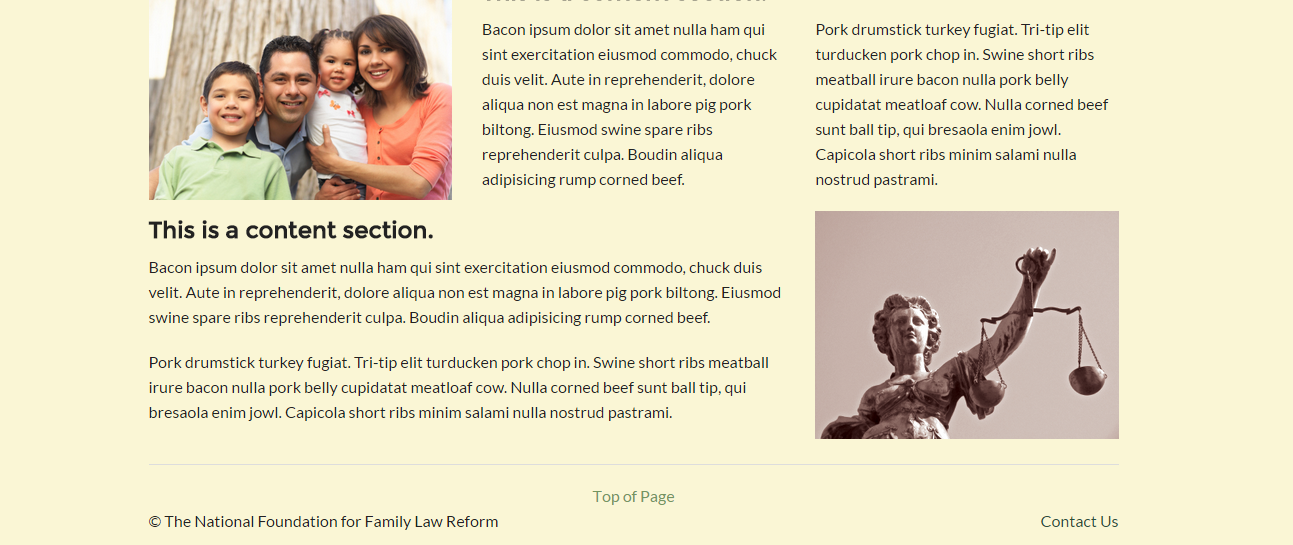 This is a content section.
Bacon ipsum dolor sit amet nulla ham qui
sint exercitation eiusmod commodo, chuck
duis velit. Aute in reprehenderit, dolore
aliqua non est magna in labore pig pork
biltong. Eiusmod swine spare ribs
reprehenderit culpa. Boudin aliqua
adipisicing rump corned beef.
Pork drumstick turkey fugiat. Tri-tip elit
turducken pork chop in. Swine short ribs
meatball irure bacon nulla pork belly
cupidatat meatloaf cow. Nulla corned beef
sunt ball tip, qui bresaola enim jowl.
Capicola short ribs minim salami nulla
nostrud pastrami.
This is a content section.
Bacon ipsum dolor sit amet nulla ham qui sint exercitation eiusmod commodo, chuck duis
velit. Aute in reprehenderit, dolore aliqua non est magna in labore pig pork biltong. Eiusmod
swine spare ribs reprehenderit culpa. Boudin aliqua adipisicing rump corned beef.
Pork drumstick turkey fugiat. Tri-tip elit turducken pork chop in. Swine short ribs meatball
irure bacon nulla pork belly cupidatat meatloaf cow. Nulla corned beef sunt ball tip, qui
bresaola enim jowl. Capicola short ribs minim salami nulla nostrud pastrami.
Top of Page
© The National Foundation for Family Law Reform
Contact Us